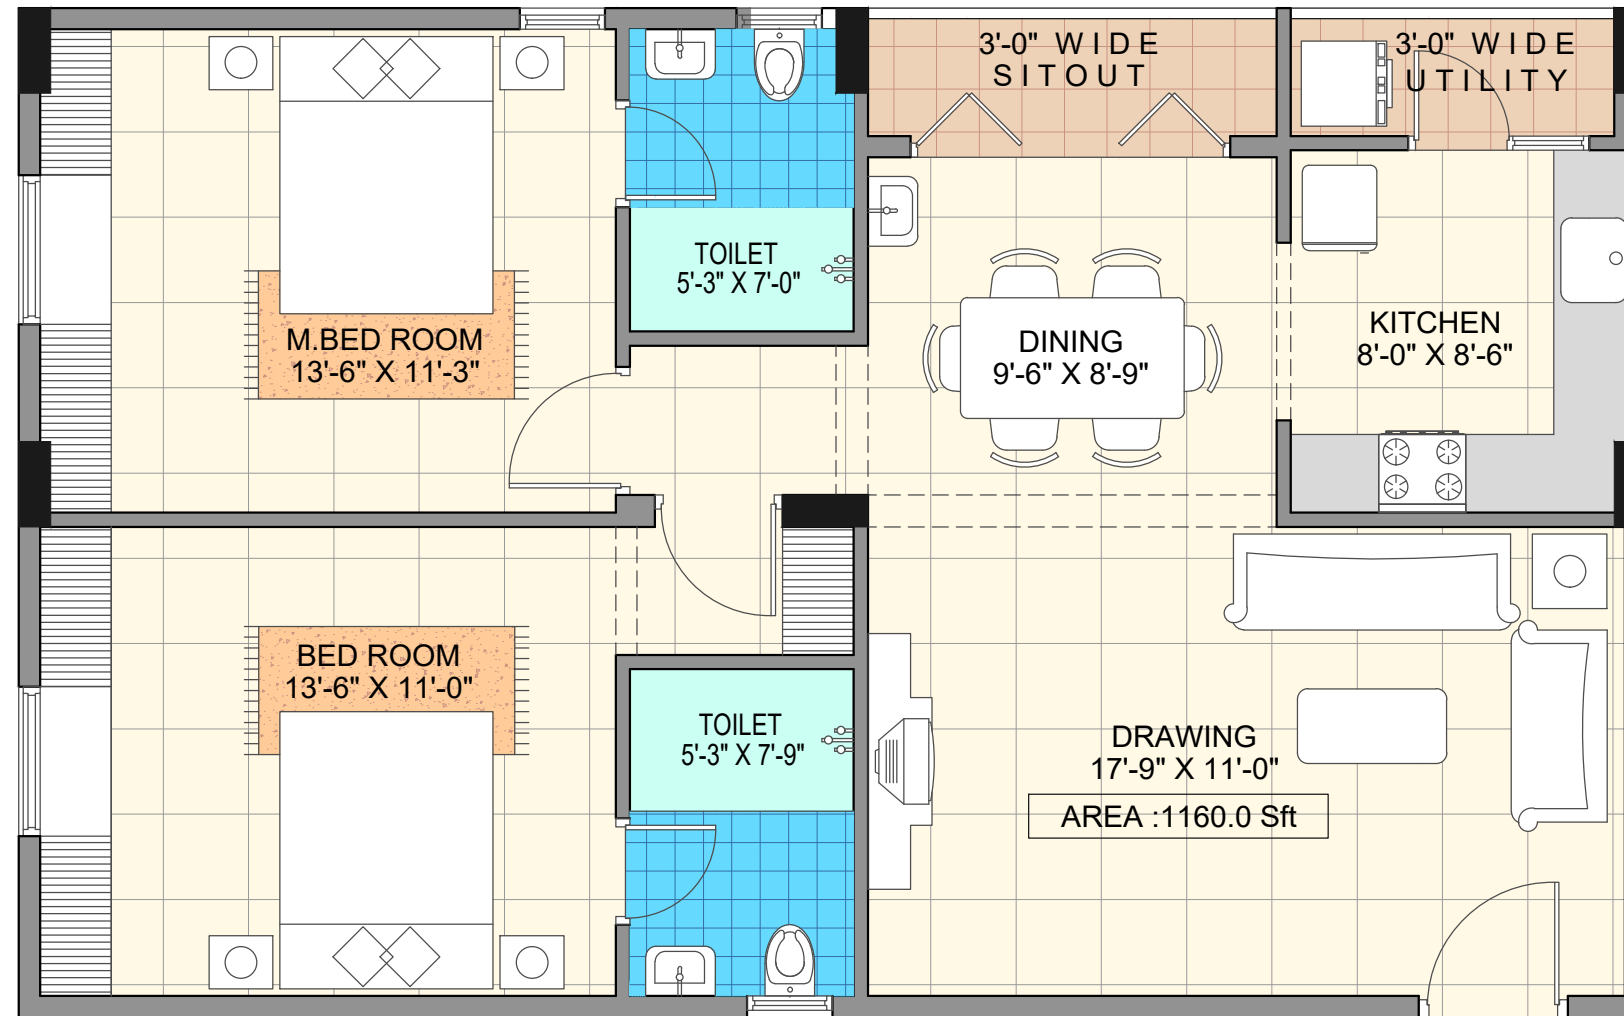 3'-0" WIDE
SITOUT
3'-0" WIDE
UTILITY
TOILET
5'-3" X 7'-0"
M.BED ROOM
13'-6" X 11'-3"
DINING
9'-6" X 8'-9"
KITCHEN
8'-0" X 8'-6"
BED ROOM
13'-6" X 11'-0"
TOILET
5'-3" X 7'-9"
DRAWING
17'-9" X 11'-0"
AREA :1160.0 Sft